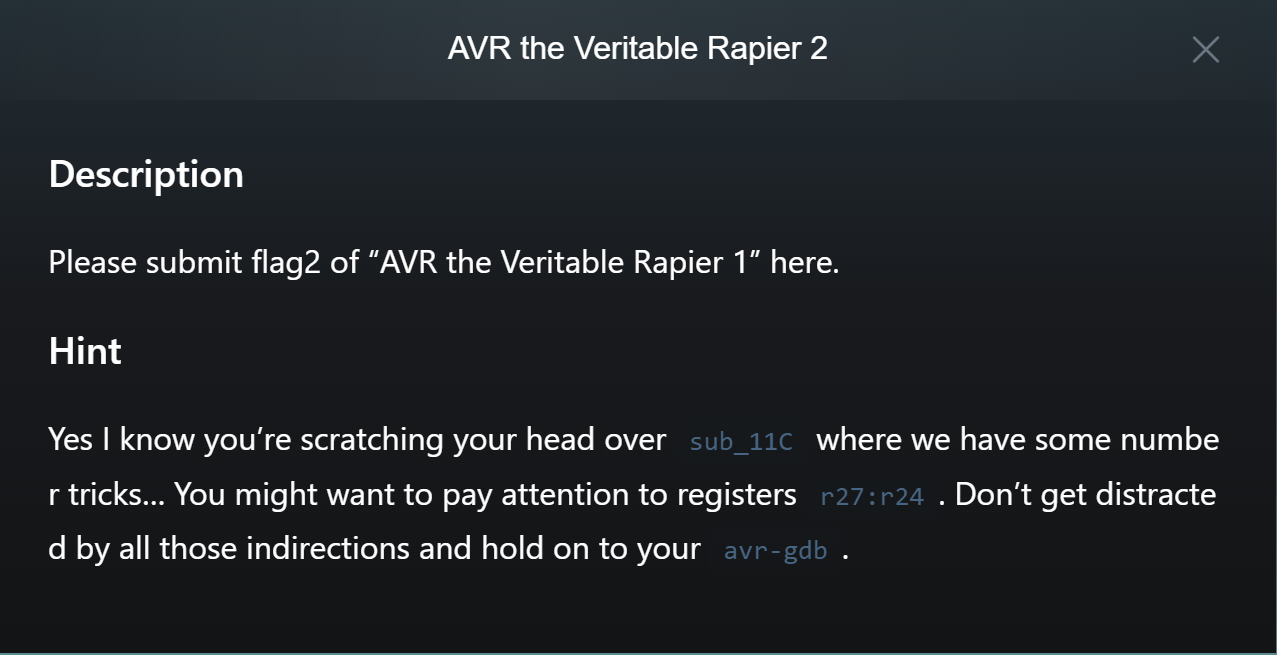 AVR the Veritable Rapier 2
Description
Please submit flag2 of “AVR the Veritable Rapier 1” here.
Hint
Yes I know you’re scratching your head over sub_11C where we have some numbe
r tricks... You might want to pay attention to registers r27:r24 . Don’t get distracte
d by all those indirections and hold on to your avr-gdb .